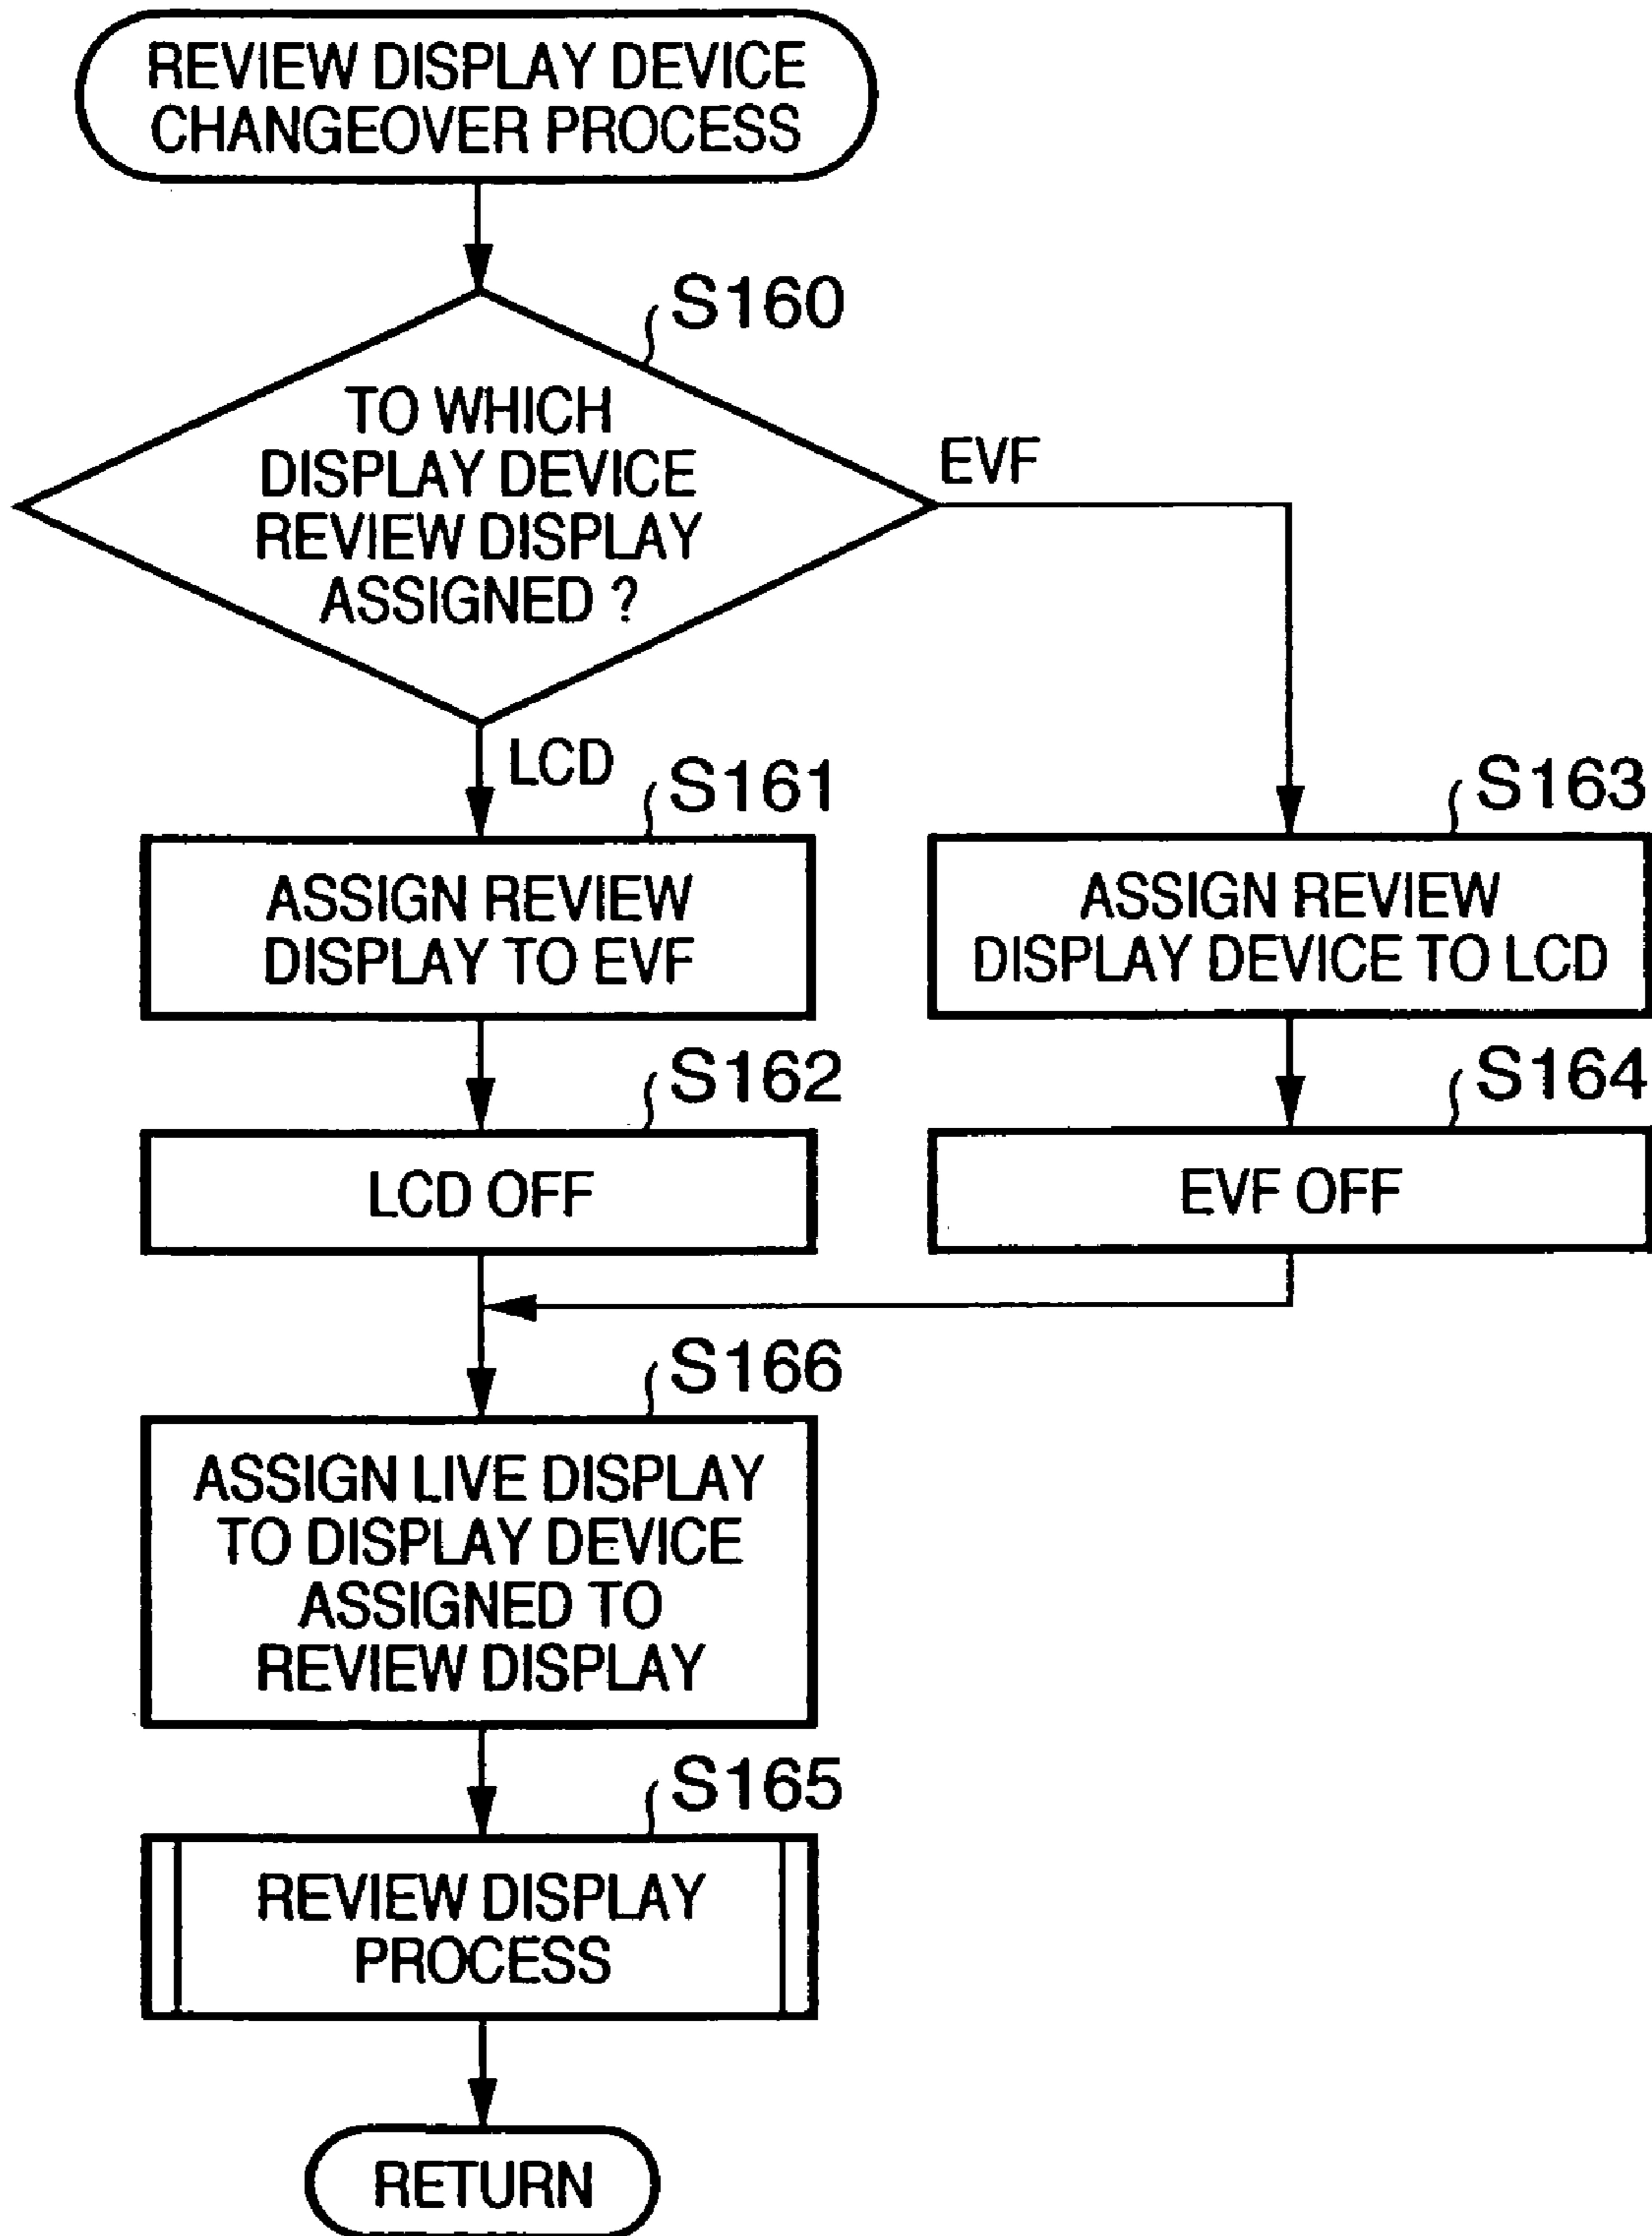 REVIEW DISPLAY DEVICE
CHANGEOVER PROCESS
S160
TO WHICH
DISPLAY DEVICE
REVIEW DISPLAY
ASSIGNED ?
EVF
LCD
S161
ASSIGN REVIEW
DISPLAY TO EVF
S163
ASSIGN REVIEW
DISPLAY DEVICE TO LCD
S162
LCD OFF
S164
EVF OFF
S166
ASSIGN LIVE DISPLAY
TO DISPLAY DEVICE
ASSIGNED TO
REVIEW DISPLAY
S165
REVIEW DISPLAY
PROCESS
RETURN